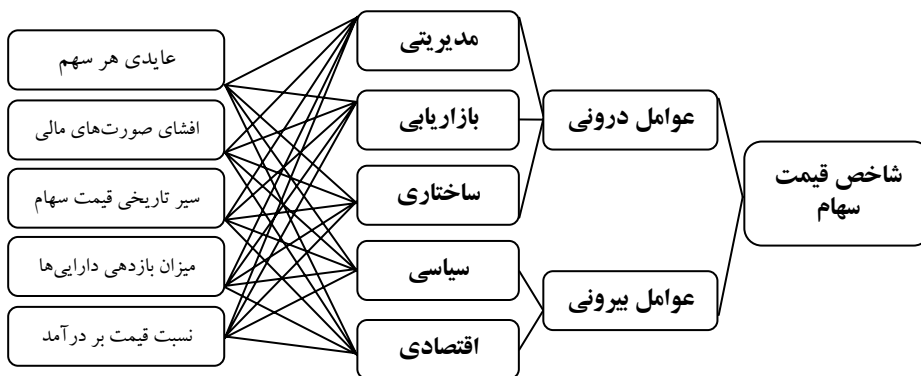 شاخص قیمت
سهام
عوامل درونی
عوامل بیرونی
مدیریتی
بازاریابی
ساختاری
سیاسی
اقتصادی
عایدی هر سهم
افشای صورت‌های مالی
سیر تاریخی قیمت سهام
میزان بازدهی دارایی‌ها
نسبت قیمت بر درآمد